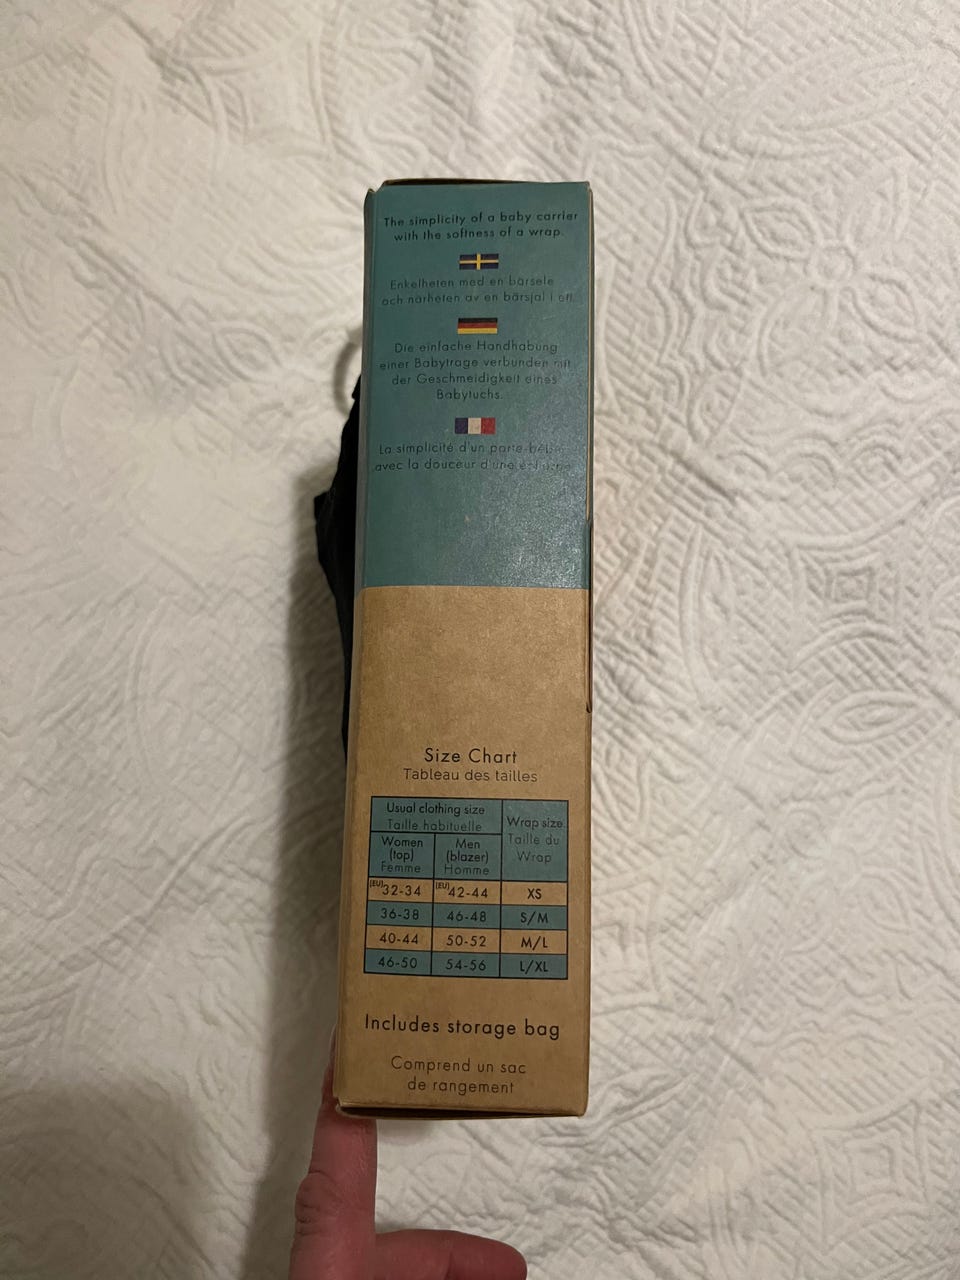 The simplicity of a baby carrier
with the softness of a wrap.
Enkelheten med en bärsele
och närheten av en bärsjal i ett.
Die einfache Handhabung
einer Babytrage verbunden mit
der Geschmeidigkeit eines
Babytuchs.
La simplicité d'un porte-bébé
avec la douceur d'une écharpe
Size Chart
Tableau des tailles
Usual clothing size
Taille habituelle
Wrap size
Taille du
Wrap
Women
(top)
Femme
Men
(blazer)
Homme
(EU)32-34 (EU)42-44 XS
36-38 46-48 S/M
40-44 50-52 M/L
46-50 54-56 L/XL
Includes storage bag
Comprend un sac
de rangement